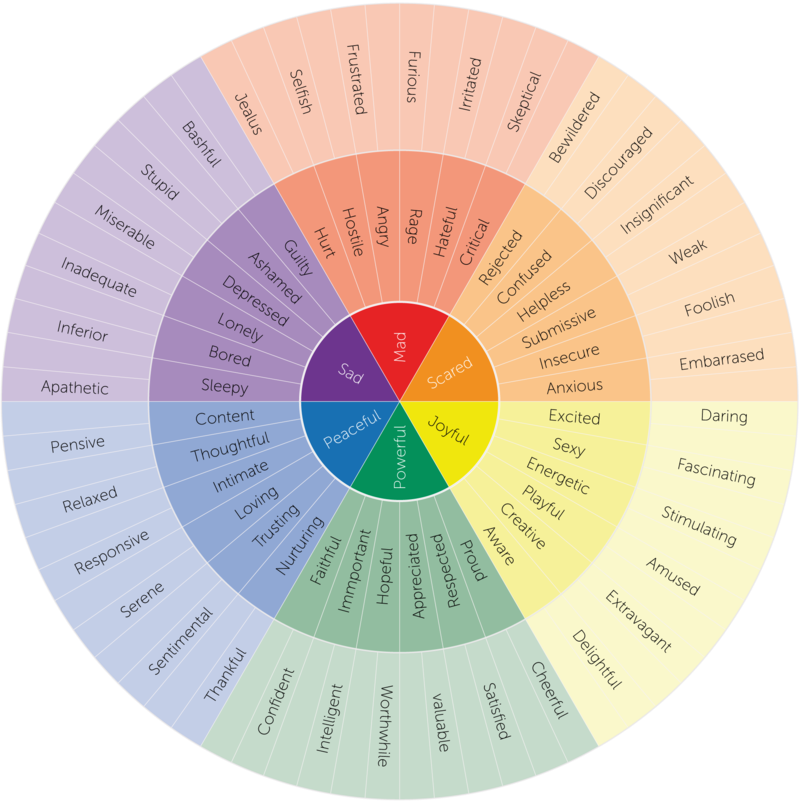 Mad
Scared
Joyful
Powerful
Peaceful
Sad
Hurt
Hostile
Angry
Rage
Hateful
Critical
Rejected
Confused
Helpless
Submissive
Insecure
Anxious
Excited
Sexy
Energetic
Playful
Creative
Aware
Proud
Respected
Appreciated
Hopeful
Immportant
Faithful
Nurturing
Trusting
Loving
Intimate
Thoughtful
Content
Sleepy
Bored
Lonely
Depressed
Ashamed
Guilty
Jealus
Selfish
Frustrated
Furious
Irritated
Skeptical
Bewildered
Discouraged
Insignificant
Weak
Foolish
Embarrased
Daring
Fascinating
Stimulating
Amused
Extravagant
Delightful
Cheerful
Satisfied
valuable
Worthwhile
Intelligent
Confident
Thankful
Sentimental
Serene
Responsive
Relaxed
Pensive
Apathetic
Inferior
Inadequate
Miserable
Stupid
Bashful